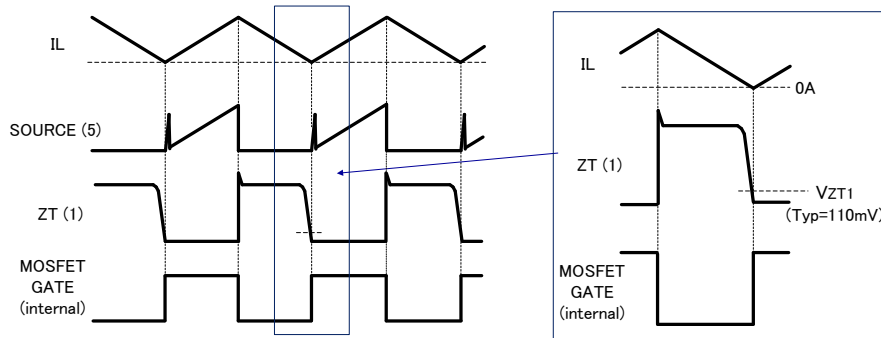 IL
SOURCE (5)
ZT (1)
MOSFET
GATE
(internal)
IL
0A
ZT (1)
VZT1
(Typ=110mV)
MOSFET
GATE
(internal)